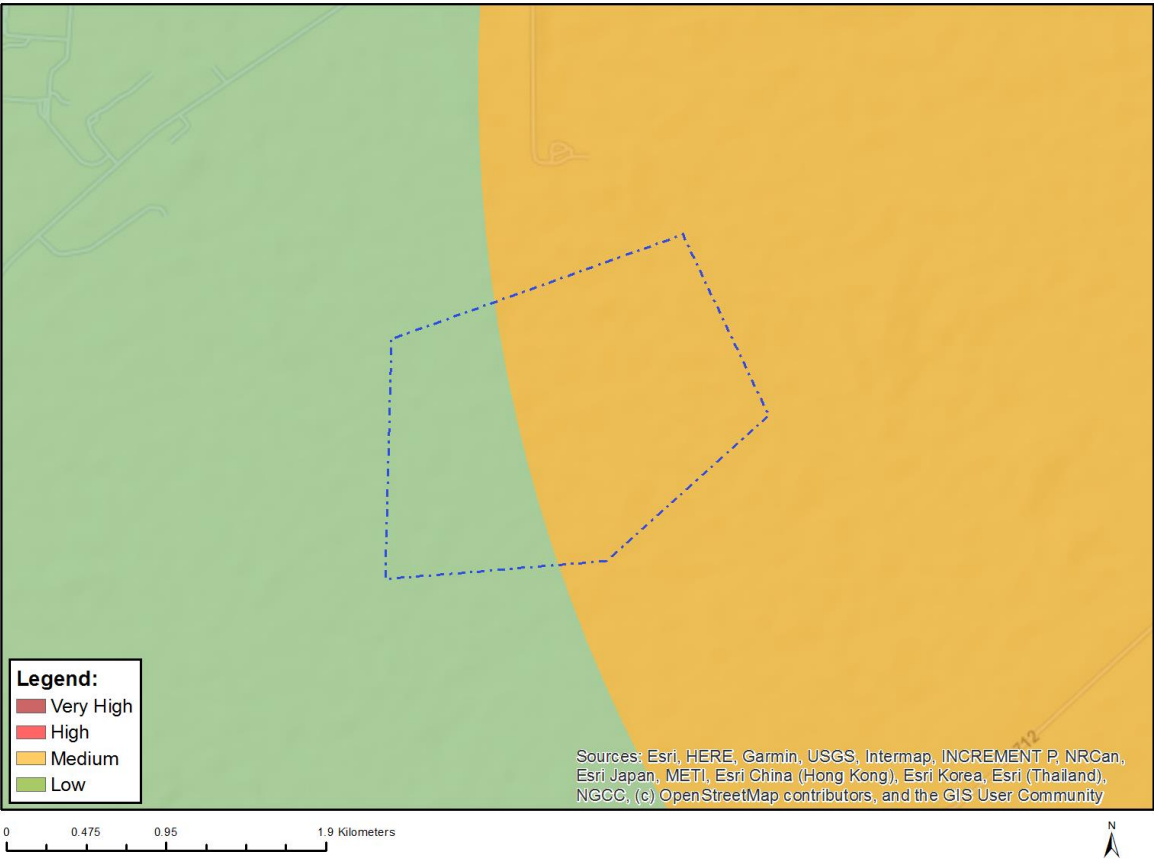 Legend:
Very High
High
Medium
Low
712
Sources: Esri, HERE, Garmin, USGS, Intermap, INCREMENT P, NRCan,
Esri Japan, METI, Esri China (Hong Kong), Esri Korea, Esri (Thailand),
NGCC, (c) OpenStreetMap contributors, and the GIS User Community
0 0.475 0.95 1.9 Kilometers
N